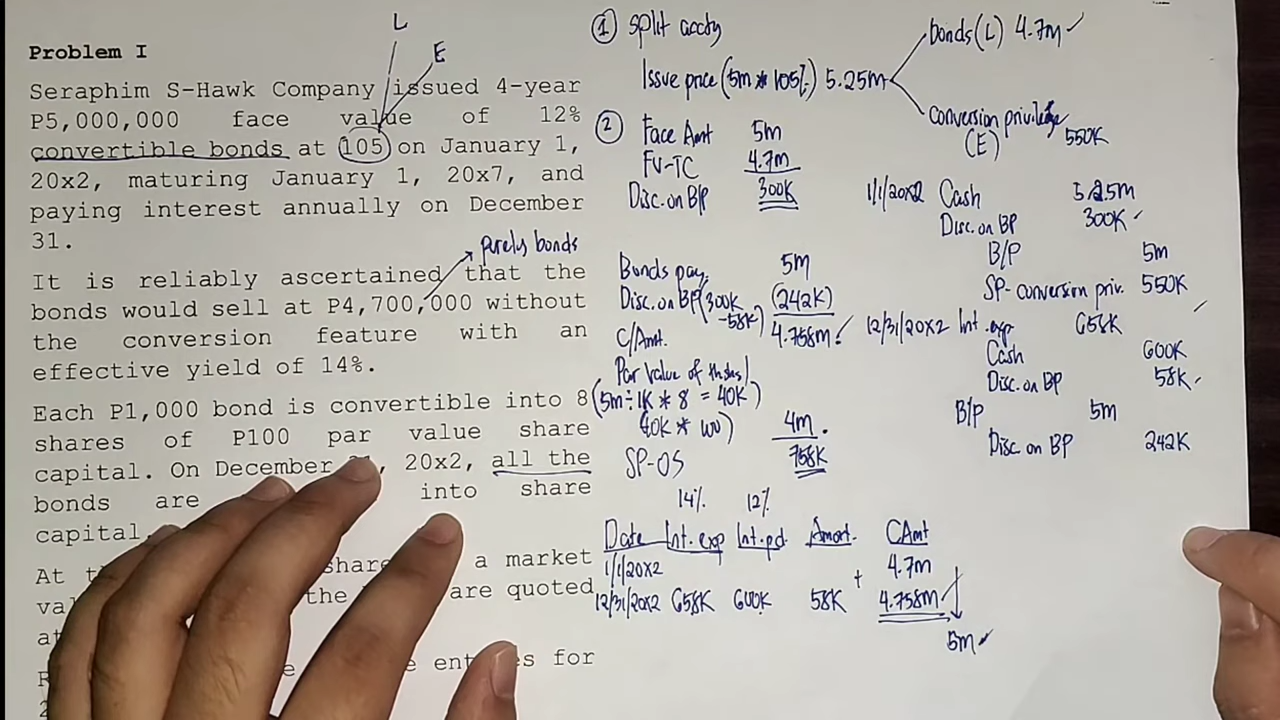 Problem I
Seraphim S-Hawk Company issued 4-year
P5,000,000 face value of 12%
convertible bonds at 105 on January 1,
20x2, maturing January 1, 20x7, and
paying interest annually on December
31.
It is reliably ascertained that the
bonds would sell at P4,700,000 without
the conversion feature with an
effective yield of 14%.
Each P1,000 bond is convertible into 8
shares of P100 par value share
capital. On December , 20x2, all the
bonds are into share
capital.
At share a market
the are quoted
at
ent s for
L
E
purely bonds
① Split acctg
Issue price (5m * 105%) 5.25m
bonds (L) 4.7m ✓
conversion privilege
(E) 550K
② Face Amt 5m
FV-TC 4.7m
Disc. on B/P 300K
Bonds pay. 5m
Disc. on BP (300K (242K)
-58K)
C/Amt. 4.758m ✓
Par Value of
(5m ÷ 1K * 8 = 40K)
40K * 100) 4m.
SP-OS 758K
14% 12%
Date Int. exp Int. pd Amort. CAmt
1/1/20x2 4.7m
12/31/20x2 658K 600K 58K + 4.758m
5m ✓
1/1/20x2 Cash 5.25m
Disc. on BP 300K ✓
B/P 5m
SP- conversion priv. 550K
12/31/20x2 Int. exp 658K
Cash 600K
Disc. on BP 58K ✓
B/P 5m
Disc on BP 242K